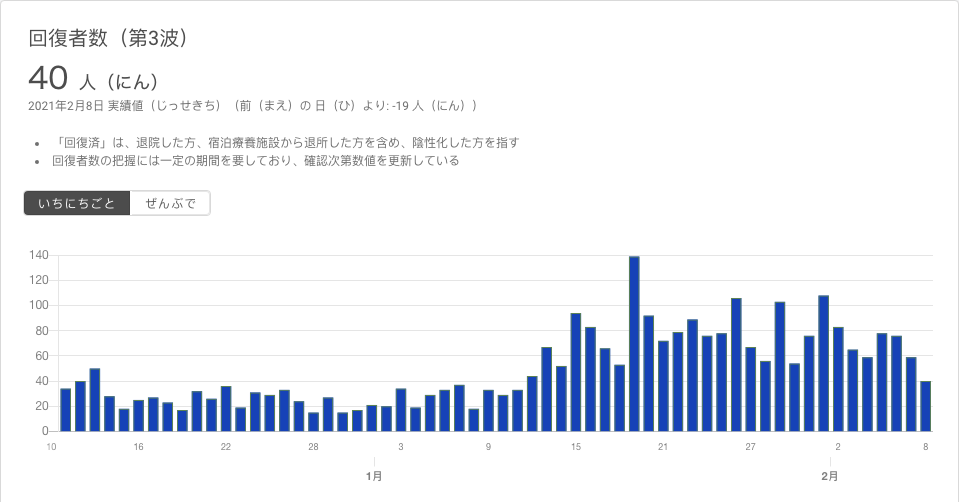 回復者数（第3波）
40 人（にん）
2021年2月8日 実績値（じっせきち）（前（まえ）の 日（ひ）より: -19 人（にん））
• 「回復済」は、退院した方、宿泊療養施設から退所した方を含め、陰性化した方を指す
• 回復者数の把握には一定の期間を要しており、確認次第数値を更新している
いちにちごと ぜんぶで
140
120
100
80
60
40
20
0
10 16 22 28 3 9 15 21 27 2 8
1月 2月